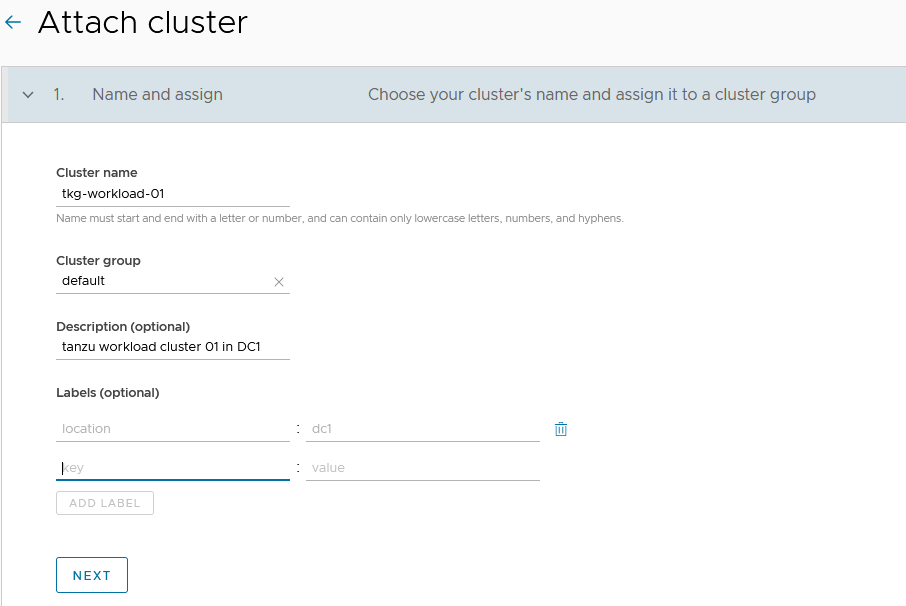 Attach cluster
1. Name and assign Choose your cluster's name and assign it to a cluster group
Cluster name
tkg-workload-01
Name must start and end with a letter or number, and can contain only lowercase letters, numbers, and hyphens.
Cluster group
default
Description (optional)
tanzu workload cluster 01 in DC1
Labels (optional)
location : dc1
key : value
ADD LABEL
NEXT